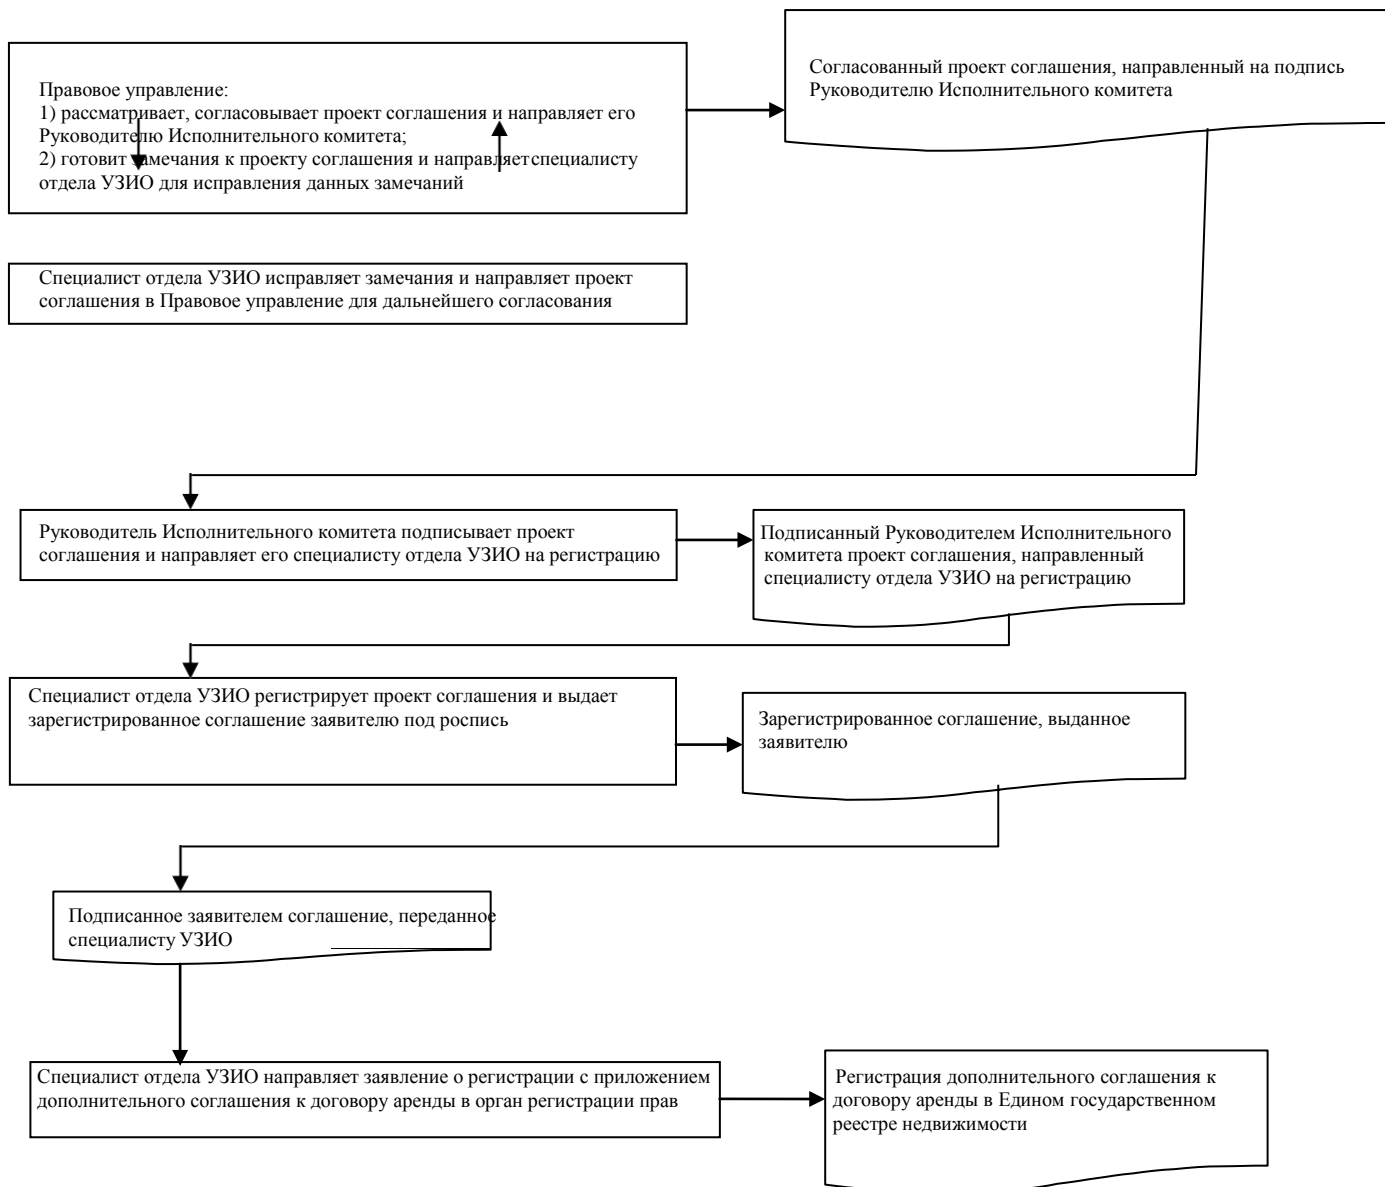 Правовое управление:
1) рассматривает, согласовывает проект соглашения и направляет его
Руководителю Исполнительного комитета;
2) готовит замечания к проекту соглашения и направляет специалисту
отдела УЗИО для исправления данных замечаний
Согласованный проект соглашения, направленный на подпись
Руководителю Исполнительного комитета
Специалист отдела УЗИО исправляет замечания и направляет проект
соглашения в Правовое управление для дальнейшего согласования
Руководитель Исполнительного комитета подписывает проект
соглашения и направляет его специалисту отдела УЗИО на регистрацию
Подписанный Руководителем Исполнительного
комитета проект соглашения, направленный
специалисту отдела УЗИО на регистрацию
Специалист отдела УЗИО регистрирует проект соглашения и выдает
зарегистрированное соглашение заявителю под роспись
Зарегистрированное соглашение, выданное
заявителю
Подписанное заявителем соглашение, переданное
специалисту УЗИО
Специалист отдела УЗИО направляет заявление о регистрации с приложением
дополнительного соглашения к договору аренды в орган регистрации прав
Регистрация дополнительного соглашения к
договору аренды в Едином государственном
реестре недвижимости